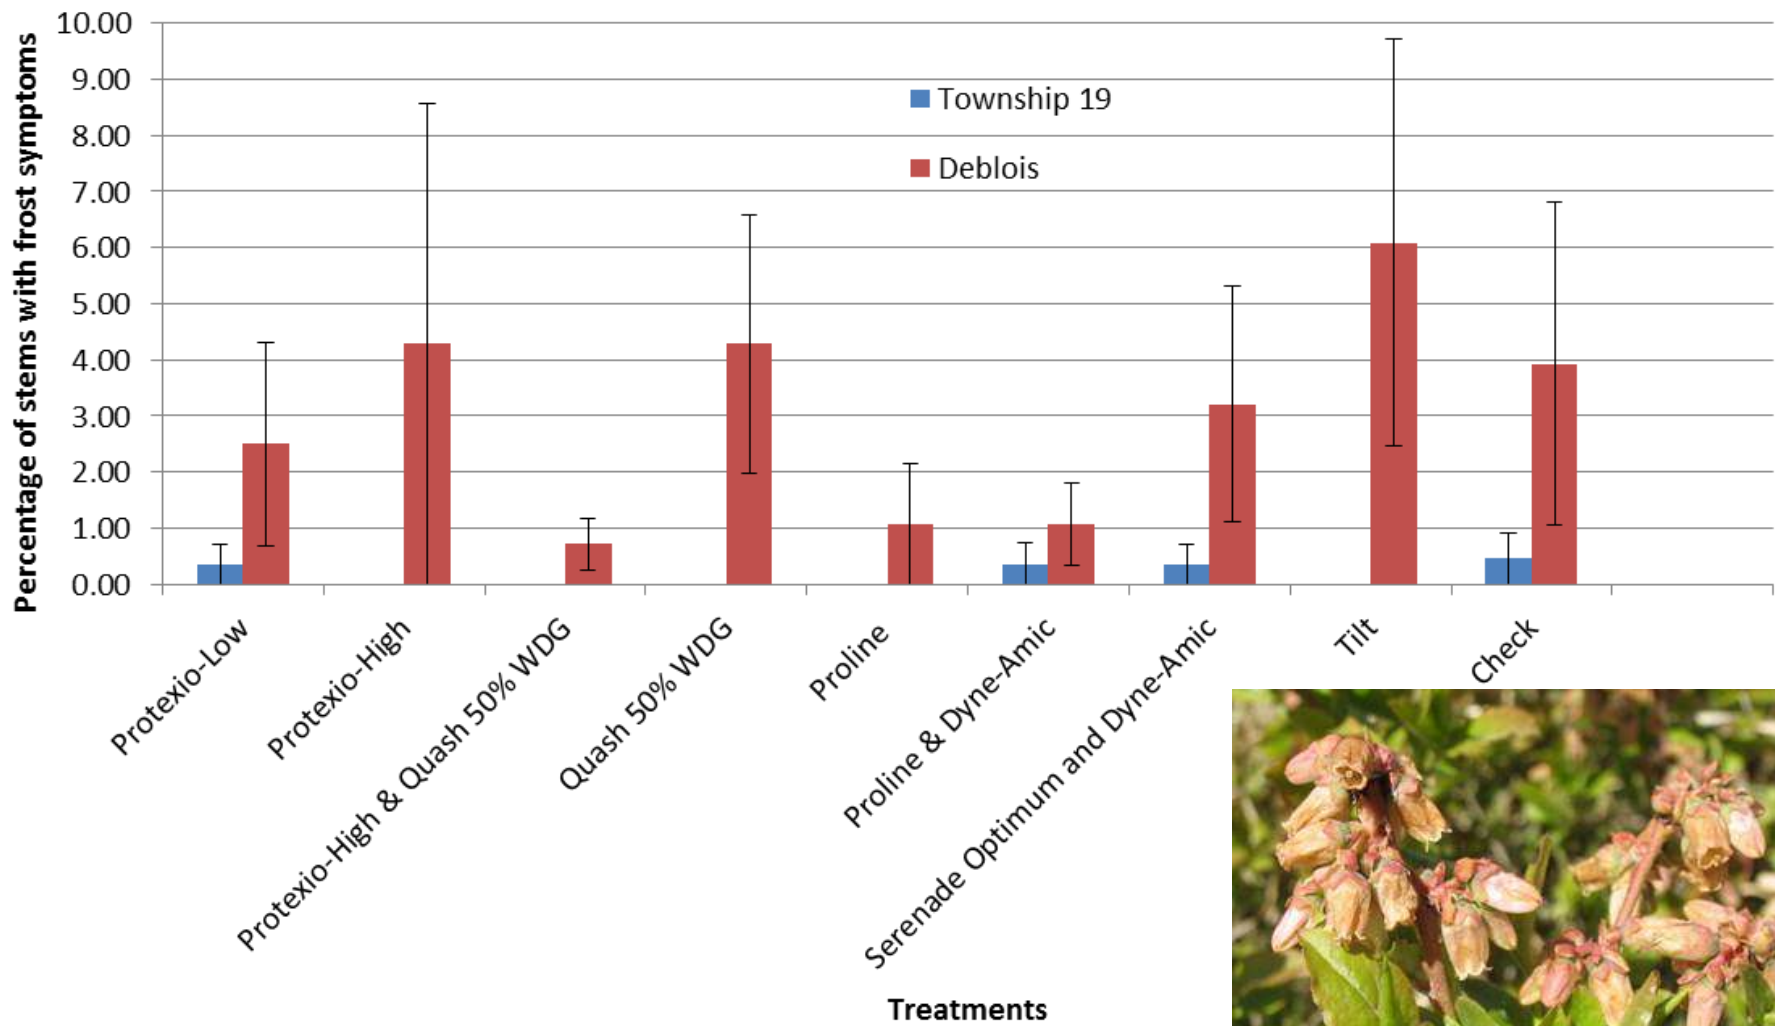 Percentage of stems with frost symptoms
10.00
9.00
8.00
7.00
6.00
5.00
4.00
3.00
2.00
1.00
0.00
Township 19
Deblois
Protexio-Low
Protexio-High
Protexio-High & Quash 50% WDG
Quash 50% WDG
Proline
Proline & Dyne-Amic
Serenade Optimum and Dyne-Amic
Tilt
Check
Treatments